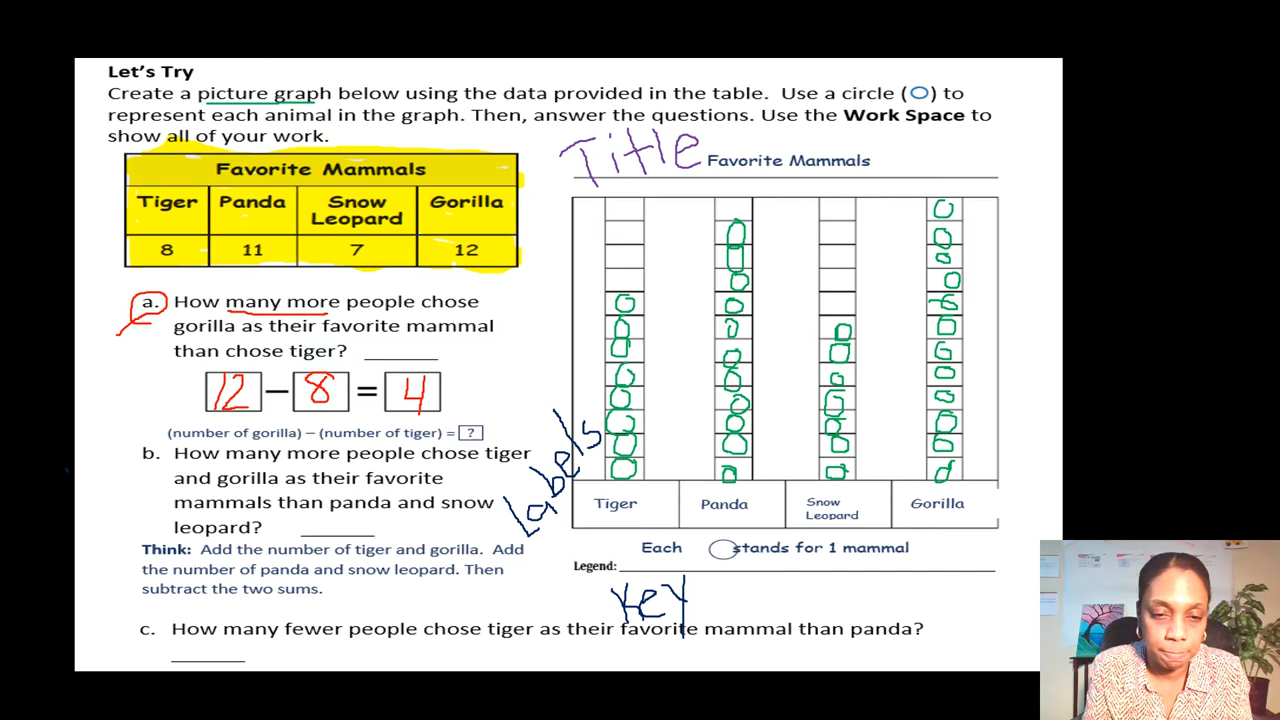 Let's Try
Create a picture graph below using the data provided in the table. Use a circle (O) to
represent each animal in the graph. Then, answer the questions. Use the Work Space to
show all of your work.
Favorite Mammals
Tiger Panda Snow Leopard Gorilla
8 11 7 12
a. How many more people chose
gorilla as their favorite mammal
than chose tiger? ________
12 – 8 = 4
(number of gorilla) – (number of tiger) = ?
b. How many more people chose tiger
and gorilla as their favorite
mammals than panda and snow
leopard? ________
Think: Add the number of tiger and gorilla. Add
the number of panda and snow leopard. Then
subtract the two sums.
c. How many fewer people chose tiger as their favorite mammal than panda?
________
Title
Favorite Mammals
Labels
Tiger Panda Snow Leopard Gorilla
Each O stands for 1 mammal
Legend:
Key